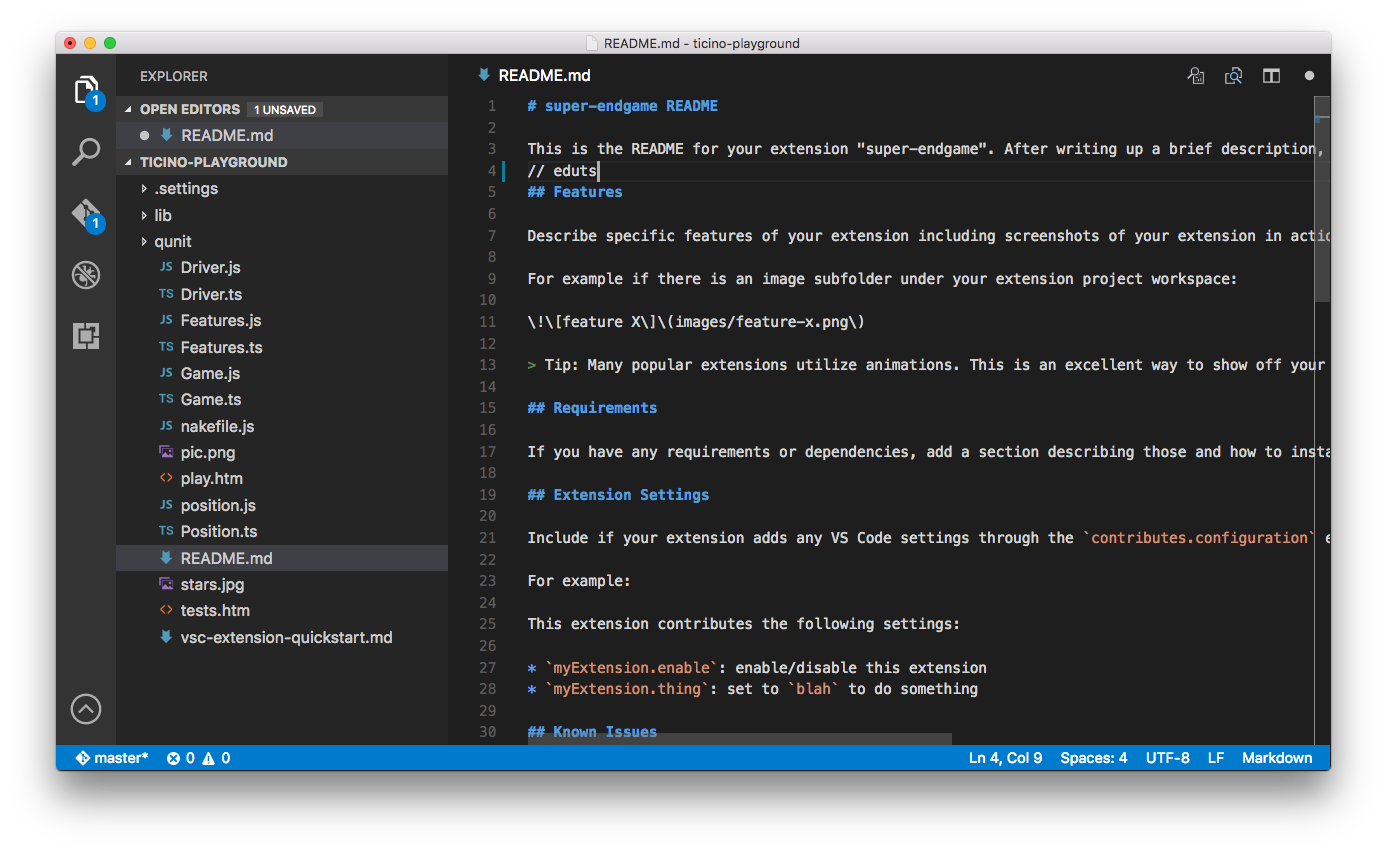 README.md - ticino-playground
EXPLORER
OPEN EDITORS 1 UNSAVED
README.md
TICINO-PLAYGROUND
.settings
lib
qunit
JS Driver.js
TS Driver.ts
JS Features.js
TS Features.ts
JS Game.js
TS Game.ts
JS nakefile.js
pic.png
<> play.htm
JS position.js
TS Position.ts
README.md
stars.jpg
<> tests.htm
vsc-extension-quickstart.md
1
1
README.md
1 # super-endgame README
2
3 This is the README for your extension "super-endgame". After writing up a brief description,
4 // eduts
5 ## Features
6
7 Describe specific features of your extension including screenshots of your extension in actic
8
9 For example if there is an image subfolder under your extension project workspace:
10
11 \!\[feature X\]\(images/feature-x.png\)
12
13 > Tip: Many popular extensions utilize animations. This is an excellent way to show off your
14
15 ## Requirements
16
17 If you have any requirements or dependencies, add a section describing those and how to insta
18
19 ## Extension Settings
20
21 Include if your extension adds any VS Code settings through the `contributes.configuration` e
22
23 For example:
24
25 This extension contributes the following settings:
26
27 * `myExtension.enable`: enable/disable this extension
28 * `myExtension.thing`: set to `blah` to do something
29
30 ## Known Issues
master* 0 0 Ln 4, Col 9 Spaces: 4 UTF-8 LF Markdown